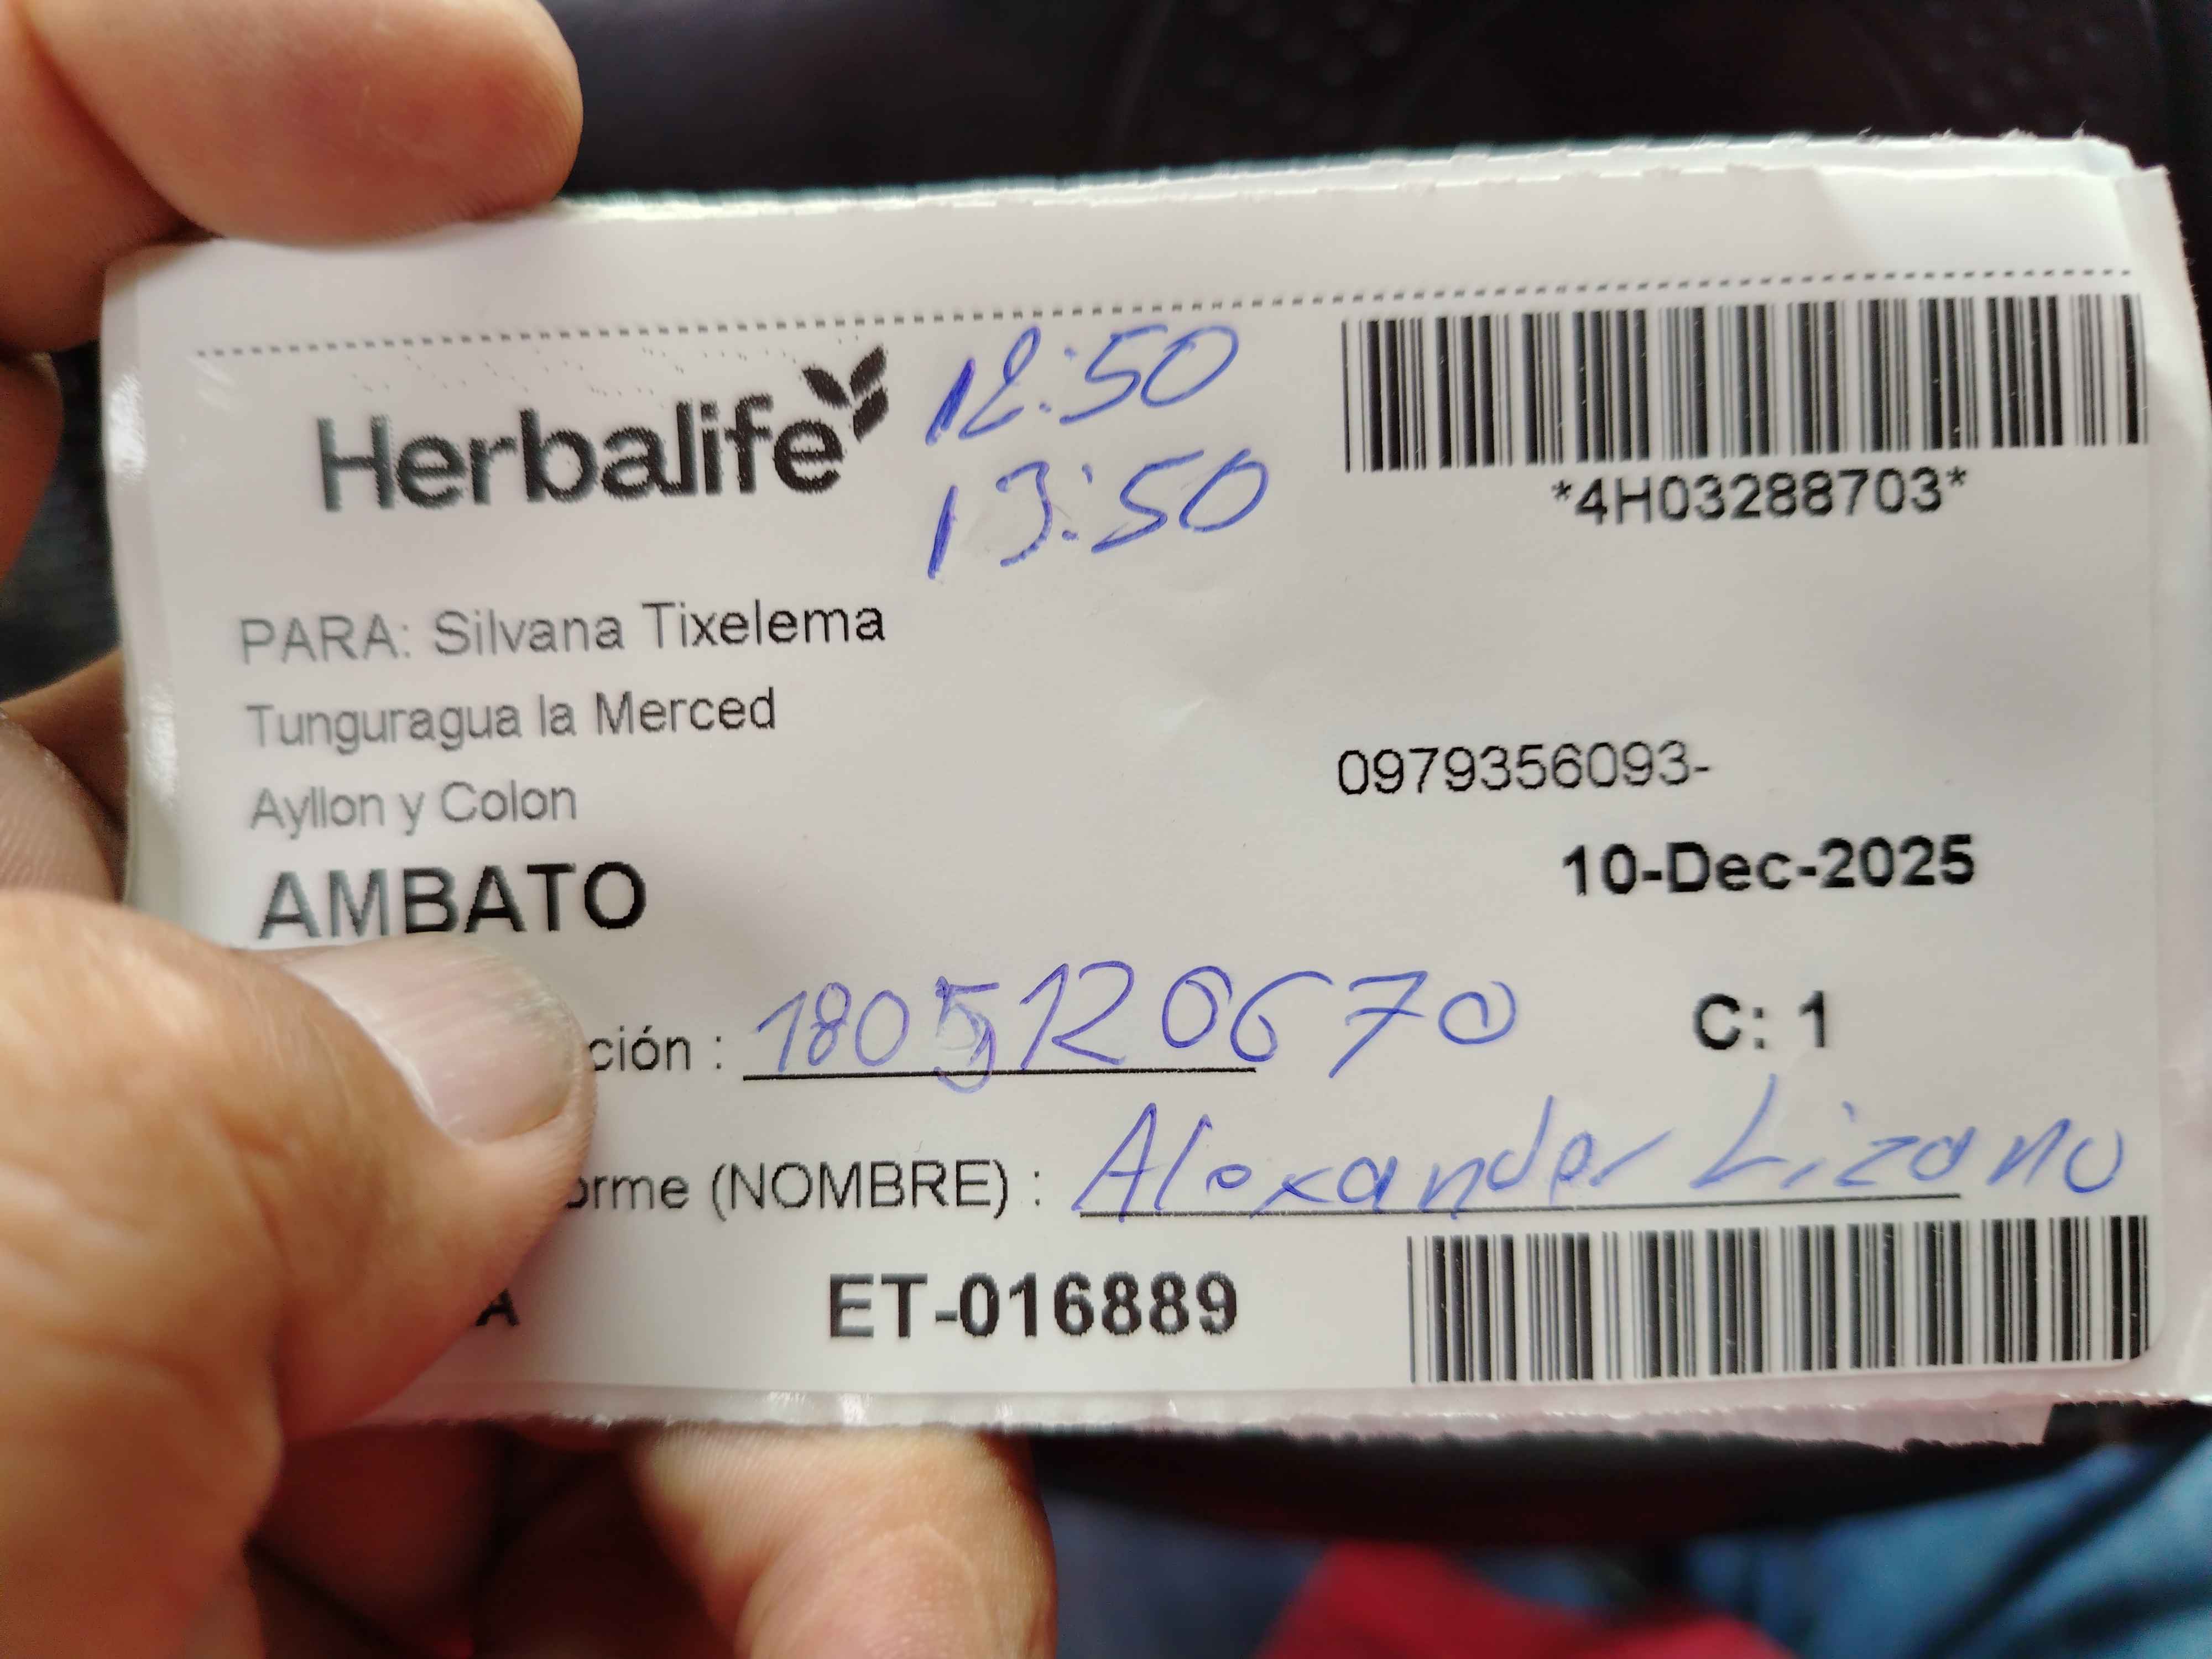 Herbalife
12:50
13:50
*4H03288703*
PARA: Silvana Tixelema
Tunguragua la Merced
Ayllon y Colon
0979356093-
AMBATO
10-Dec-2025
ción : 1805120670
C: 1
orme (NOMBRE) : Alexander Lizano
A ET-016889